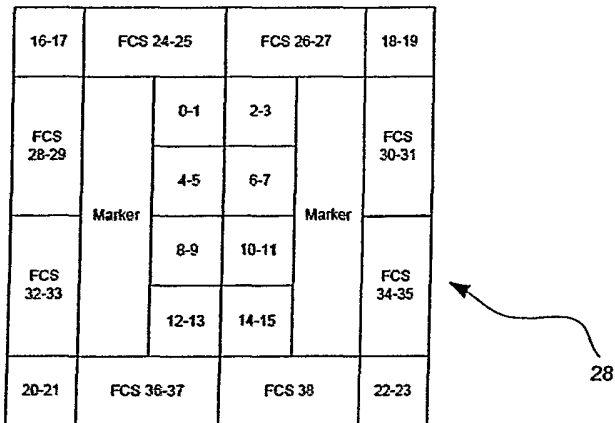 16-17 FCS 24-25 FCS 26-27 18-19
0-1 2-3
FCS
28-29
FCS
30-31
4-5 6-7
Marker Marker
8-9 10-11
FCS
32-33
FCS
34-35
12-13 14-15
20-21 FCS 36-37 FCS 38 22-23
28